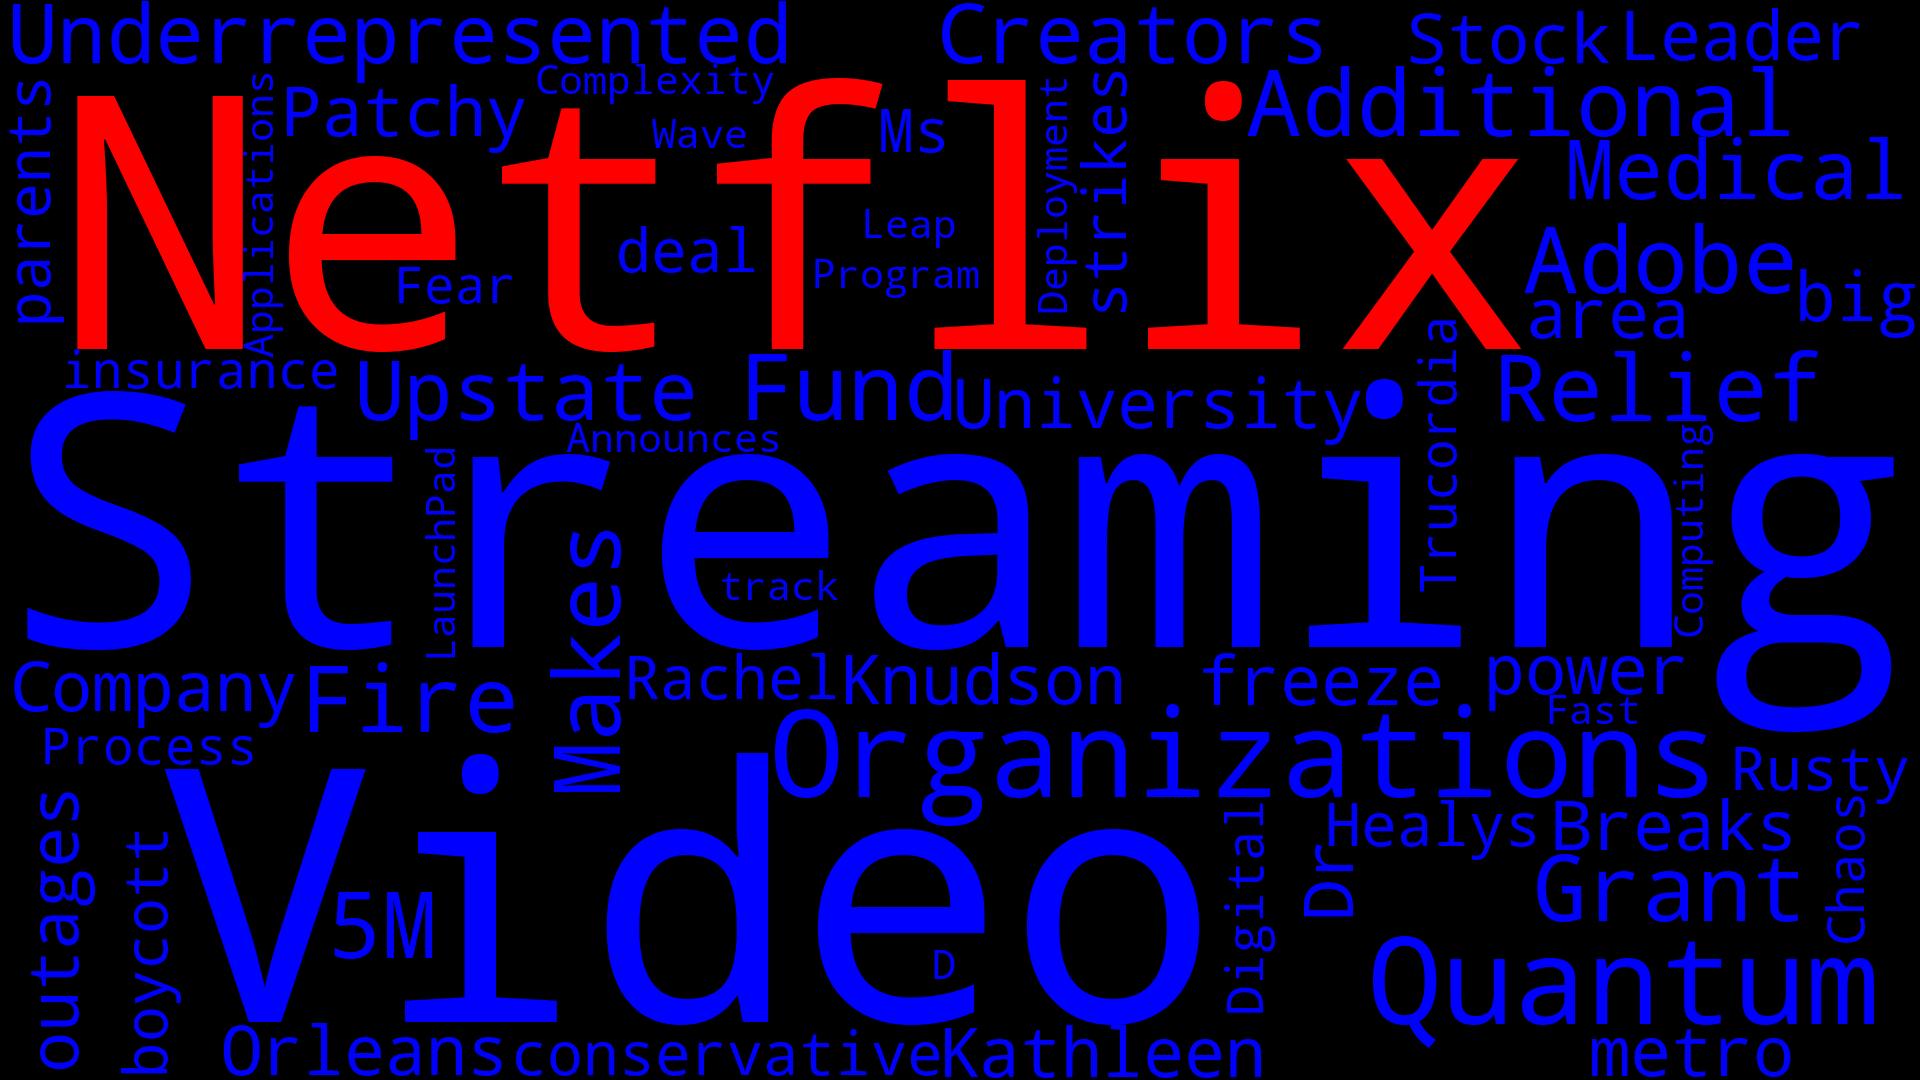 Underrepresented Creators Stock Leader
parents
Applications
Patchy
Complexity
Wave
Ms
Deployment
strikes
Additional
Medical
Netflix
Fear
deal
Leap
Program
Adobe
area
big
insurance
Upstate
Fund
University
Announces
Trucordia
Relief
Computing
Streaming
LaunchPad
Makes
track
Company
Fire
Rachel
Knudson
freeze
power
Fast
Process
Organizations
Rusty
outages
boycott
Video
5M
D
Digital
Dr
Healys
Breaks
Chaos
Grant
Quantum
Orleans
conservative
Kathleen
metro